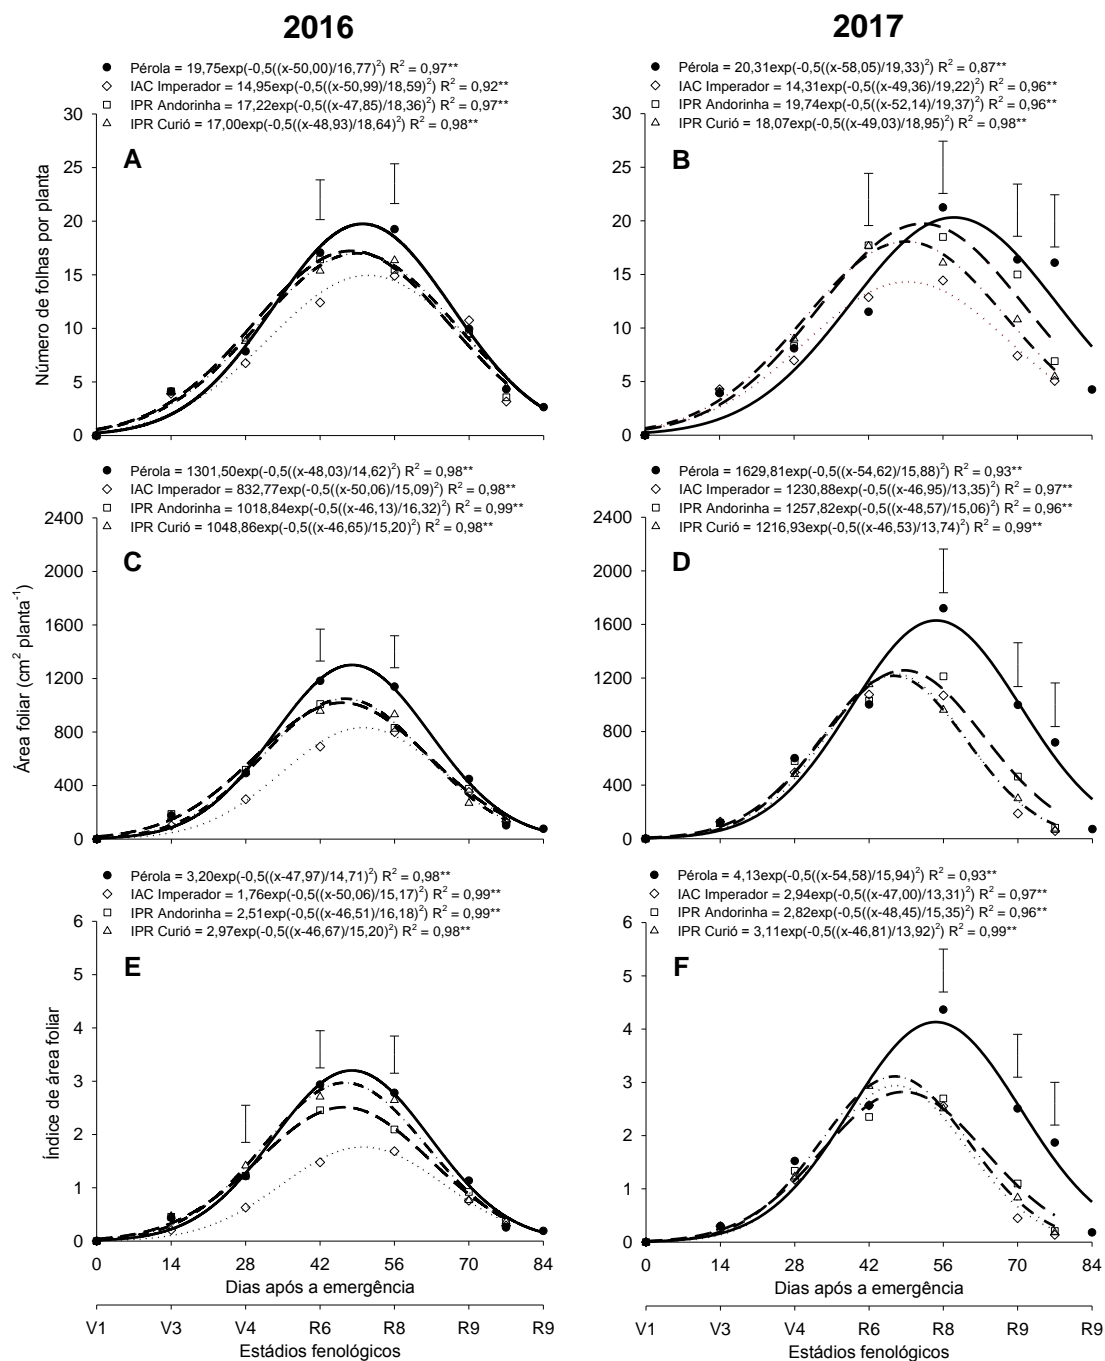 2016
2017
Pérola = 19,75exp(-0,5((x-50,00)/16,77)²) R² = 0,97**
IAC Imperador = 14,95exp(-0,5((x-50,99)/18,59)²) R² = 0,92**
IPR Andorinha = 17,22exp(-0,5((x-47,85)/18,36)²) R² = 0,97**
IPR Curió = 17,00exp(-0,5((x-48,93)/18,64)²) R² = 0,98**
Pérola = 20,31exp(-0,5((x-58,05)/19,33)²) R² = 0,87**
IAC Imperador = 14,31exp(-0,5((x-49,36)/19,22)²) R² = 0,96**
IPR Andorinha = 19,74exp(-0,5((x-52,14)/19,37)²) R² = 0,96**
IPR Curió = 18,07exp(-0,5((x-49,03)/18,95)²) R² = 0,98**
Número de folhas por planta
30
25
20
15
10
5
0
A
30
25
20
15
10
5
0
B
Pérola = 1301,50exp(-0,5((x-48,03)/14,62)²) R² = 0,98**
IAC Imperador = 832,77exp(-0,5((x-50,06)/15,09)²) R² = 0,98**
IPR Andorinha = 1018,84exp(-0,5((x-46,13)/16,32)²) R² = 0,99**
IPR Curió = 1048,86exp(-0,5((x-46,65)/15,20)²) R² = 0,98**
Pérola = 1629,81exp(-0,5((x-54,62)/15,88)²) R² = 0,93**
IAC Imperador = 1230,88exp(-0,5((x-46,95)/13,35)²) R² = 0,97**
IPR Andorinha = 1257,82exp(-0,5((x-48,57)/15,06)²) R² = 0,96**
IPR Curió = 1216,93exp(-0,5((x-46,53)/13,74)²) R² = 0,99**
Área foliar (cm² planta⁻¹)
2400
2000
1600
1200
800
400
0
C
2400
2000
1600
1200
800
400
0
D
Pérola = 3,20exp(-0,5((x-47,97)/14,71)²) R² = 0,98**
IAC Imperador = 1,76exp(-0,5((x-50,06)/15,17)²) R² = 0,99**
IPR Andorinha = 2,51exp(-0,5((x-46,51)/16,18)²) R² = 0,99**
IPR Curió = 2,97exp(-0,5((x-46,67)/15,20)²) R² = 0,98**
Pérola = 4,13exp(-0,5((x-54,58)/15,94)²) R² = 0,93**
IAC Imperador = 2,94exp(-0,5((x-47,00)/13,31)²) R² = 0,97**
IPR Andorinha = 2,82exp(-0,5((x-48,45)/15,35)²) R² = 0,96**
IPR Curió = 3,11exp(-0,5((x-46,81)/13,92)²) R² = 0,99**
Índice de área foliar
6
5
4
3
2
1
0
E
6
5
4
3
2
1
0
F
0 14 28 42 56 70 84
Dias após a emergência
V1 V3 V4 R6 R8 R9 R9
Estádios fenológicos
0 14 28 42 56 70 84
Dias após a emergência
V1 V3 V4 R6 R8 R9 R9
Estádios fenológicos